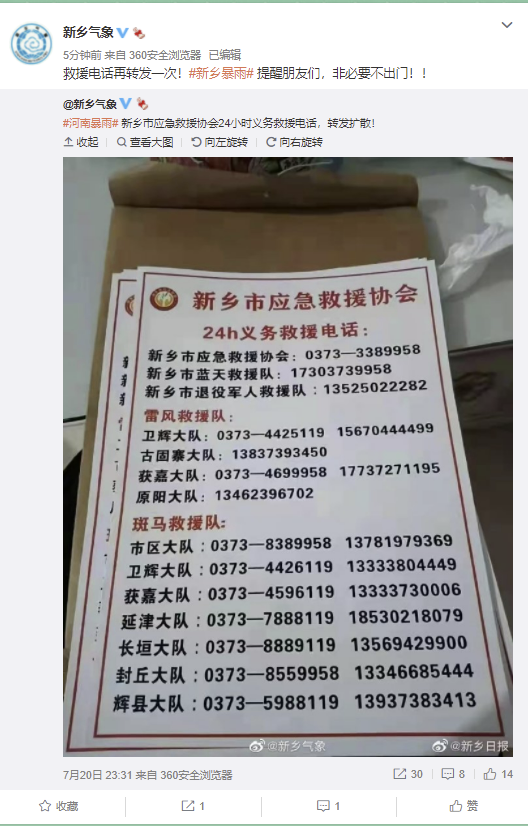 新乡气象
5分钟前 来自 360安全浏览器 已编辑
救援电话再转发一次！#新乡暴雨# 提醒朋友们，非必要不出门！！
@新乡气象
#河南暴雨# 新乡市应急救援协会24小时义务救援电话，转发扩散！
收起 查看大图 向左旋转 向右旋转
新乡市应急救援协会
24h义务救援电话：
新乡市应急救援协会：0373—3389958
新乡市蓝天救援队：17303739958
新乡市退役军人救援队：13525022282
雷风救援队：
卫辉大队：0373—4425119 15670444499
古固寨大队：13837393450
获嘉大队：0373—4699958 17737271195
原阳大队：13462396702
斑马救援队：
市区大队：0373—8389958 13781979369
卫辉大队：0373—4426119 13333804449
获嘉大队：0373—4596119 13333730006
延津大队：0373—7888119 18530218079
长垣大队：0373—8889119 13569429900
封丘大队：0373—8559958 13346685444
辉县大队：0373—5988119 13937383413
@新乡气象 @新乡日报
7月20日 23:31 来自 360安全浏览器 30 8 14
收藏 1 1 赞